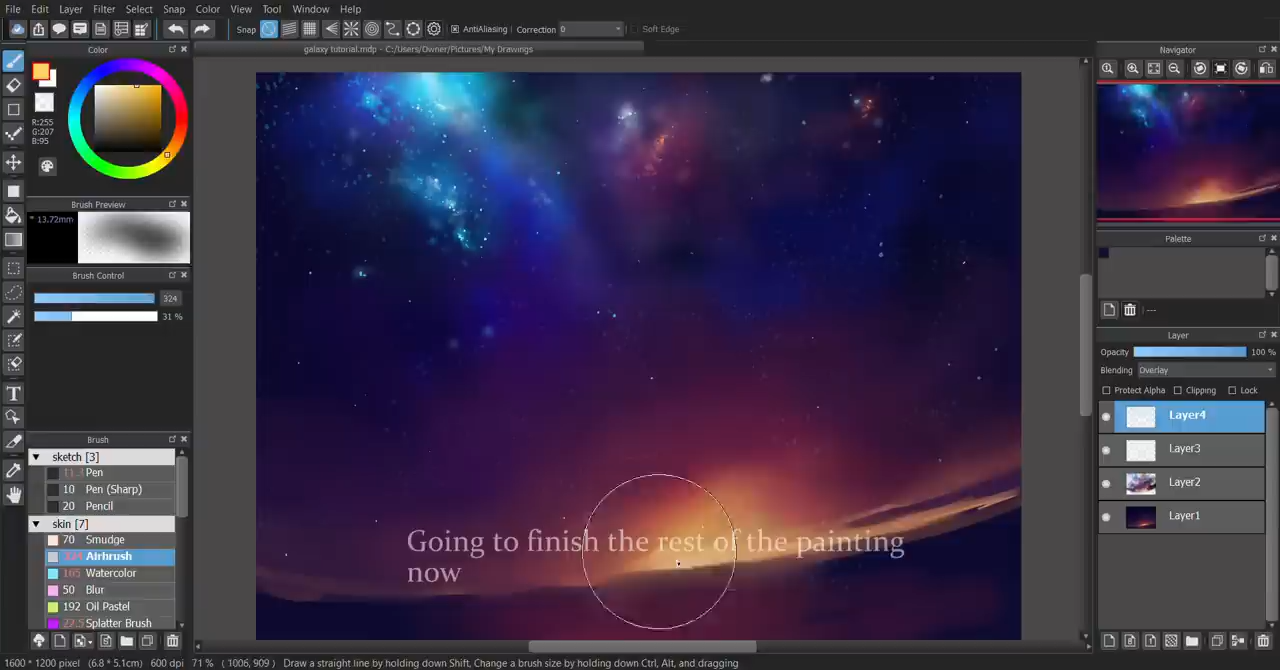 File Edit Layer Filter Select Snap Color View Tool Window Help
Snap AntiAliasing Correction 0 Soft Edge
galaxy tutorial.mdp - C:/Users/Owner/Pictures/My Drawings
Color
R:255
G:207
B:95
Brush Preview
* 13.72mm
Brush Control
324
31 %
Brush
sketch [3]
Pen
10 Pen (Sharp)
20 Pencil
skin [7]
70 Smudge
324 Airbrush
165 Watercolor
50 Blur
192 Oil Pastel
27.5 Splatter Brush
Going to finish the rest of the painting
now
Navigator
Palette
---
Layer
Opacity 100 %
Blending Overlay
Protect Alpha Clipping Lock
Layer4
Layer3
Layer2
Layer1
1600 * 1200 pixel (6.8 * 5.1cm) 600 dpi 71 % ( 1006, 909 ) Draw a straight line by holding down Shift, Change a brush size by holding down Ctrl, Alt, and dragging